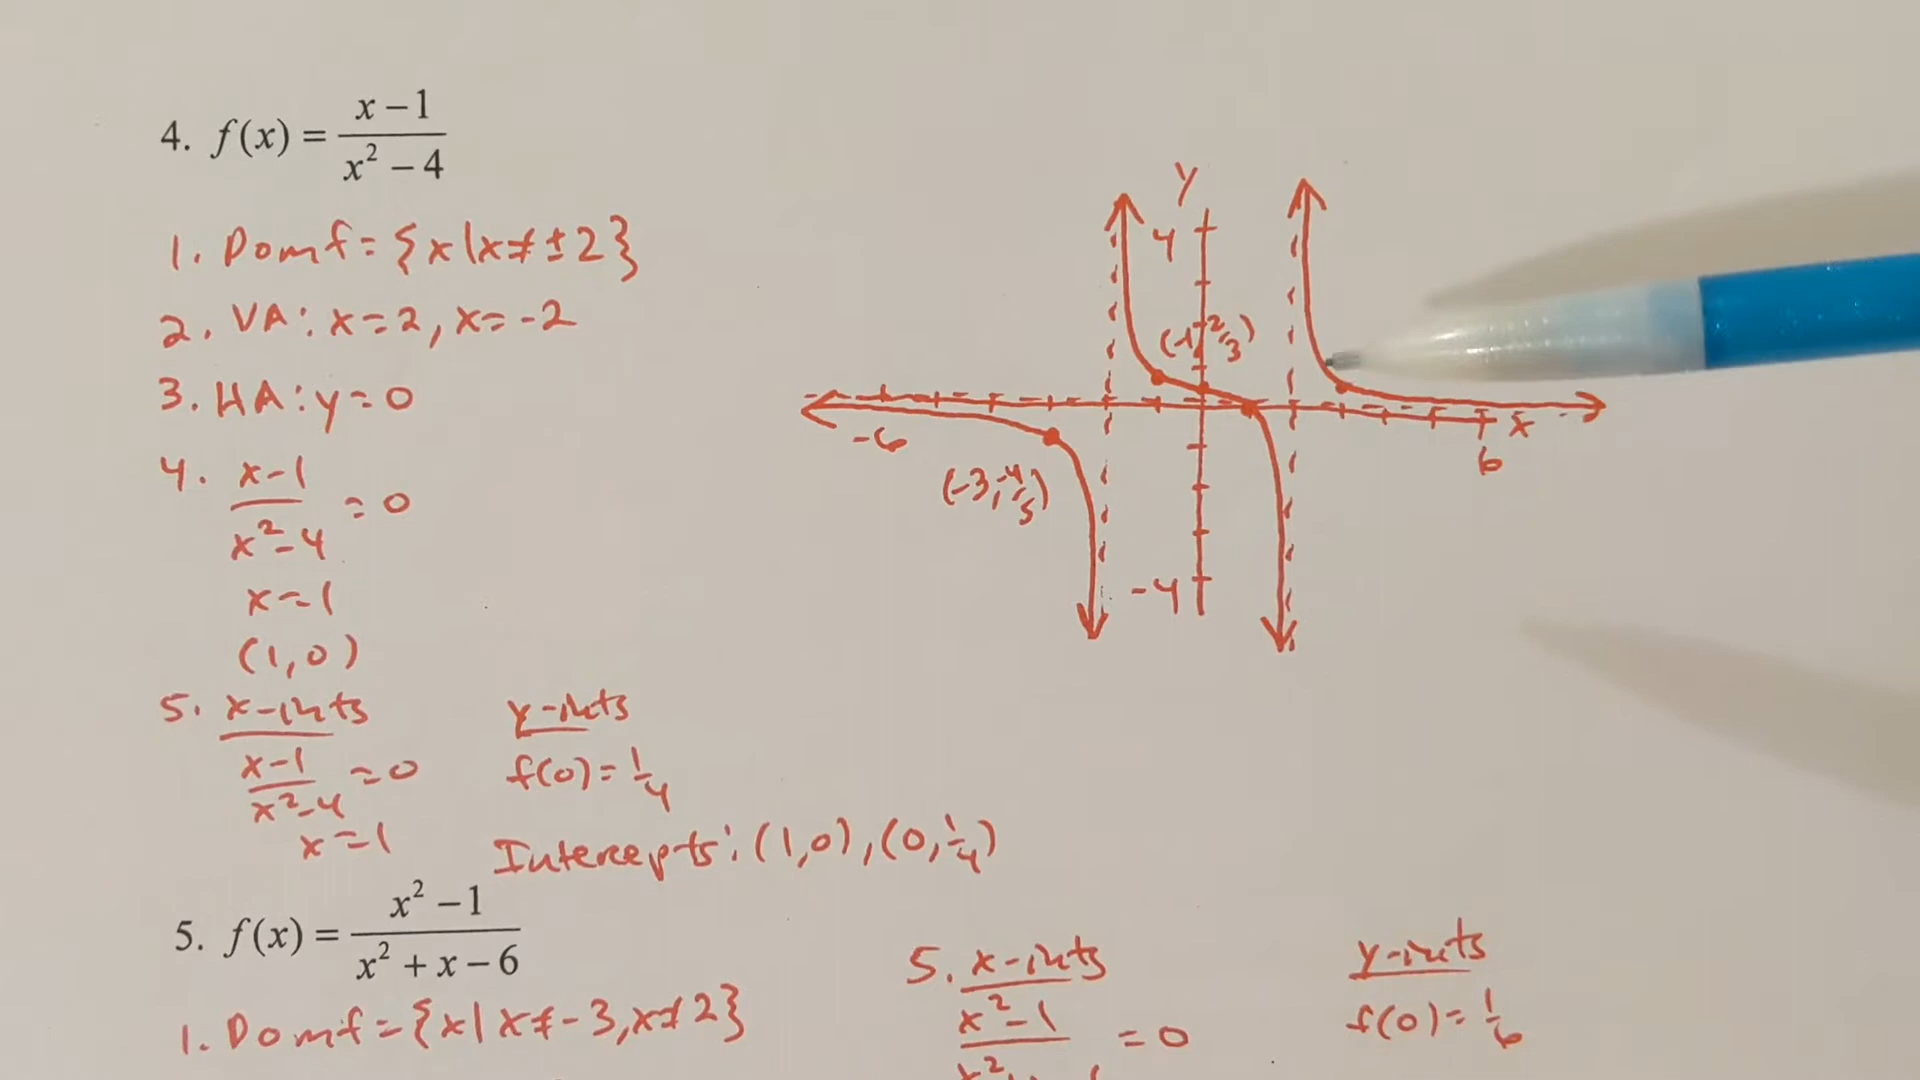 4. f(x) = (x - 1)/(x² - 4)
1. Dom f = {x | x ≠ ± 2}
2. VA: x = 2, x = -2
3. HA: y = 0
4. (x - 1)/(x² - 4) = 0
x = 1
(1, 0)
5. x-ints
(x - 1)/(x² - 4) = 0
x = 1
y-ints
f(0) = 1/4
Intercepts: (1, 0), (0, 1/4)
y
4
(-1, 2/3)
-6
x
6
(-3, -4/5)
-4
5. f(x) = (x² - 1)/(x² + x - 6)
1. Dom f = {x | x ≠ -3, x ≠ 2}
5. x-ints
x² - 1
= 0
y-ints
f(0) = 1/6